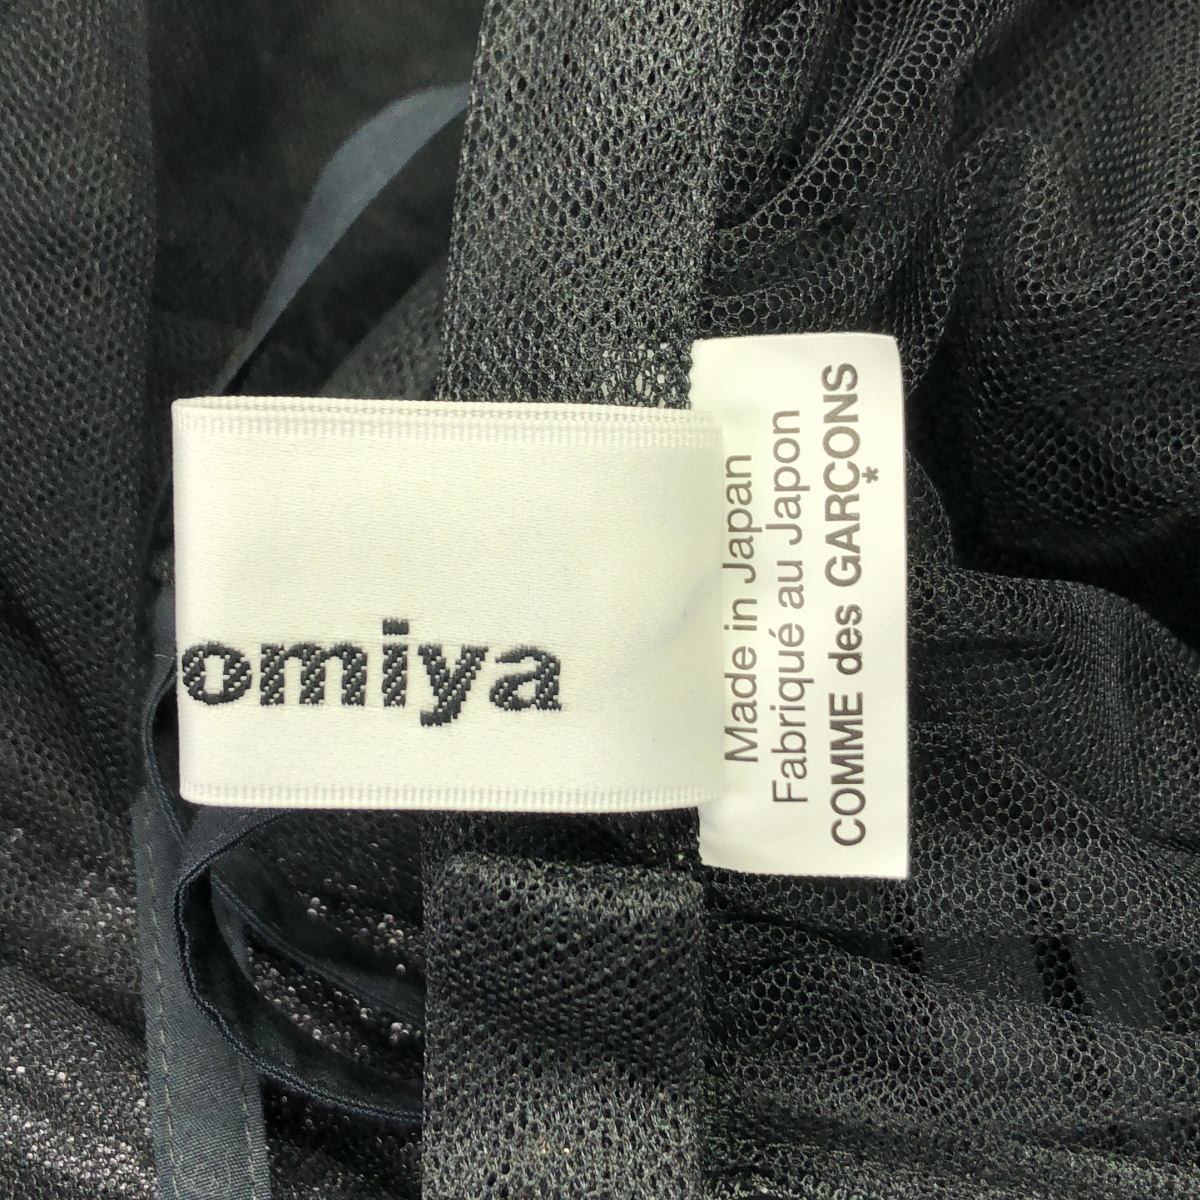 omiya
Made in Japan
Fabriqué au Japon
COMME des GARÇONS
*